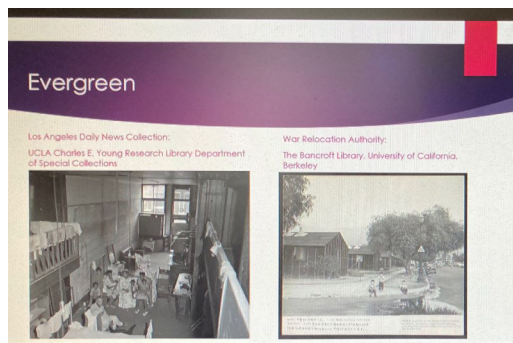 Evergreen
Los Angeles Daily News Collection:
UCLA Charles E. Young Research Library Department
of Special Collections
War Relocation Authority:
The Bancroft Library. University of California,
Berkeley